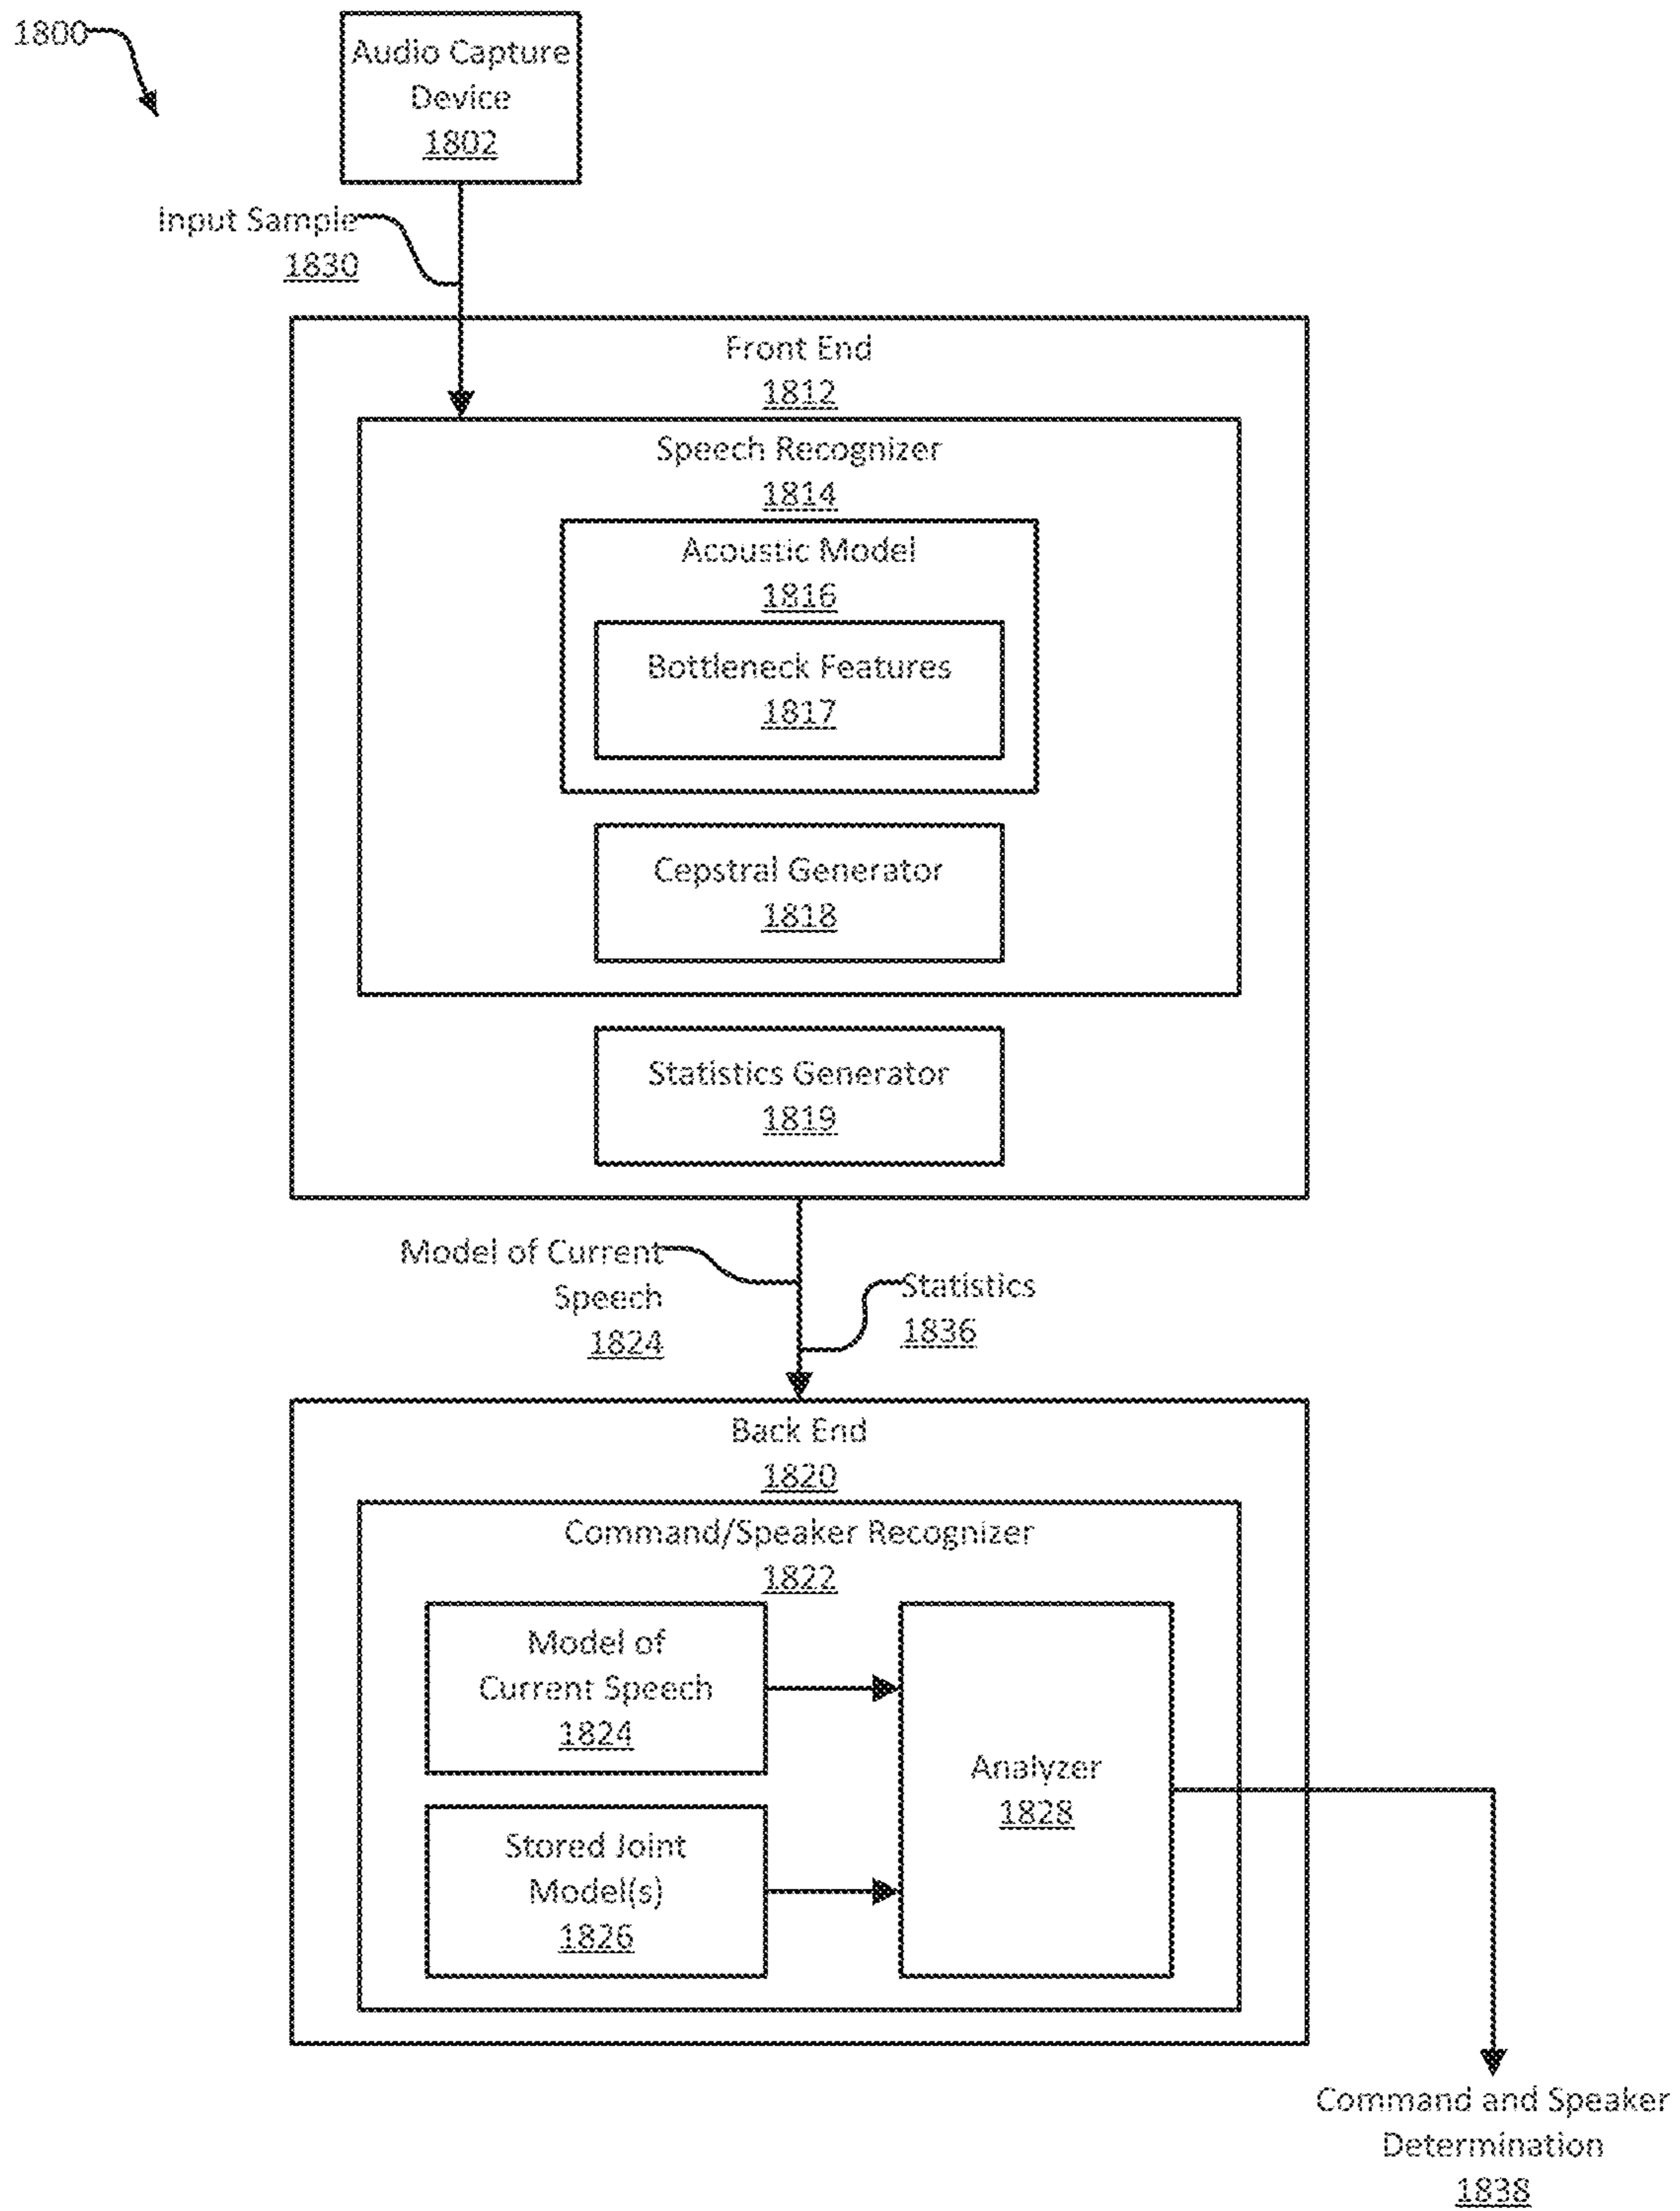 1800
Audio Capture
Device
1802
Input Sample
1830
Front End
1812
Speech Recognizer
1814
Acoustic Model
1816
Bottleneck Features
1817
Cepstral Generator
1818
Statistics Generator
1819
Model of Current
Speech
1824
Statistics
1836
Back End
1820
Command/Speaker Recognizer
1822
Model of
Current Speech
1824
Stored Joint
Model(s)
1826
Analyzer
1828
Command and Speaker
Determination
1838